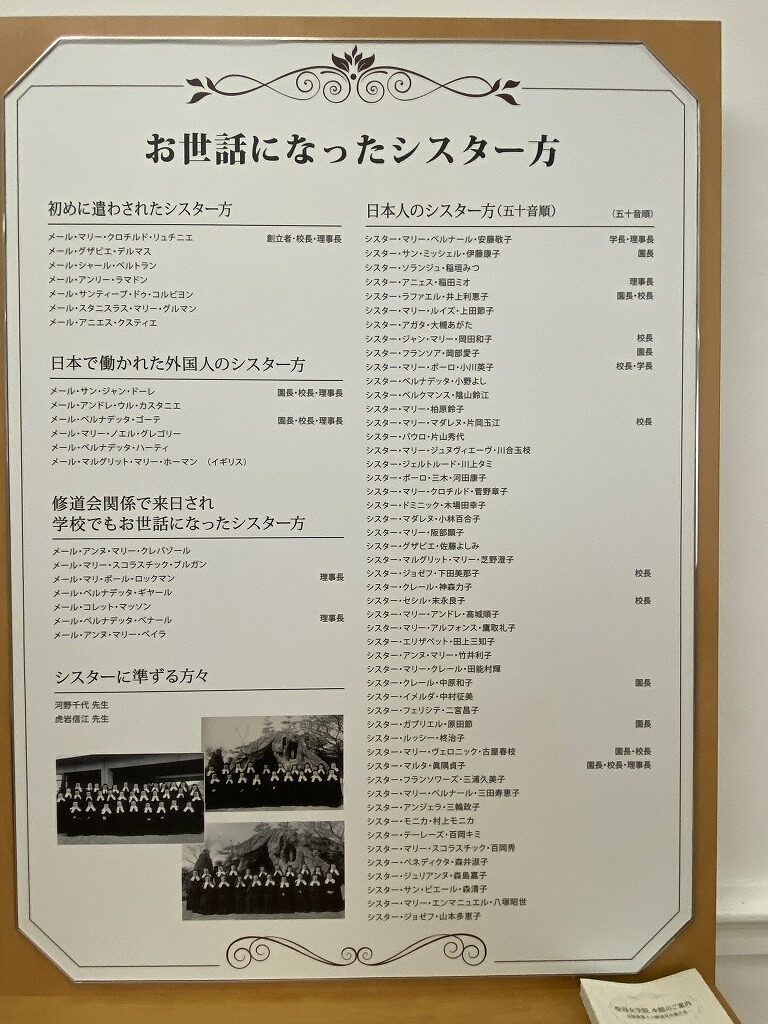 お世話になったシスター方
初めに遣わされたシスター方
メール・マリー・クロチルド・リュチニエ 創立者・校長・理事長
メール・グザビエ・デルマス
メール・シャール・ベルトラン
メール・アンリー・ラマドン
メール・サンティーブ・ドゥ・コルビヨン
メール・スタニスラス・マリー・グルマン
メール・アニエス・クスティエ
日本で働かれた外国人のシスター方
メール・サン・ジャン・ドーレ 園長・校長・理事長
メール・アンドレ・ウル・カスタニエ
メール・ベルナデッタ・ゴーテ 園長・校長・理事長
メール・マリー・ノエル・グレゴリー
メール・ベルナデッタ・ハーティ
メール・マルグリット・マリー・ホーマン （イギリス）
修道会関係で来日され
学校でもお世話になったシスター方
メール・アンヌ・マリー・クレバゾール
メール・マリー・スコラスチック・ブルガン
メール・マリ・ポール・ロックマン 理事長
メール・ベルナデッタ・ギヤール
メール・コレット・マッソン
メール・ベルナデッタ・ベナール 理事長
メール・アンヌ・マリー・ペイラ
シスターに準ずる方々
河野千代 先生
虎岩信江 先生
日本人のシスター方（五十音順） （五十音順）
シスター・マリー・ベルナール・安藤敬子 学長・理事長
シスター・サン・ミッシェル・伊藤康子 園長
シスター・ソランジュ・稲垣みつ
シスター・アニェス・稲田ミオ 理事長
シスター・ラファエル・井上利恵子 園長・校長
シスター・マリー・ルイズ・上田節子
シスター・アガタ・大槻あがた
シスター・ジャン・マリー・岡田和子 校長
シスター・フランソア・岡部愛子 園長
シスター・マリー・ポーロ・小川英子 校長・学長
シスター・ベルナデッタ・小野よし
シスター・ベルクマンス・陰山鈴江
シスター・マリー・柏原鈴子
シスター・マリー・マダレヌ・片岡玉江 校長
シスター・パウロ・片山秀代
シスター・マリー・ジュヌヴィエーヴ・川合玉枝
シスター・ジェルトルード・川上タミ
シスター・ポーロ・三木・河田康子
シスター・マリー・クロチルド・菅野章子
シスター・ドミニック・木場田幸子
シスター・マダレヌ・小林百合子
シスター・マリー・阪部顕子
シスター・グザビエ・佐藤よしみ
シスター・マルグリット・マリー・芝野澄子
シスター・ジョゼフ・下田美那子 校長
シスター・クレール・神森力子
シスター・セシル・末永良子 校長
シスター・マリー・アンドレ・高城順子
シスター・マリー・アルフォンス・鷹取礼子
シスター・エリザベット・田上三知子
シスター・アンヌ・マリー・竹井利子
シスター・マリー・クレール・田能村輝
シスター・クレール・中原和子 園長
シスター・イメルダ・中村征美
シスター・フェリシテ・二宮昌子
シスター・ガブリエル・原田節 園長
シスター・ルッシー・柊治子
シスター・マリー・ヴェロニック・古屋春枝 園長・校長
シスター・マルタ・眞隅貞子 園長・校長・理事長
シスター・フランソワーズ・三浦久美子
シスター・マリー・ベルナール・三田寿恵子
シスター・アンジェラ・三輪政子
シスター・モニカ・村上モニカ
シスター・テーレーズ・百岡キミ
シスター・マリー・スコラスチック・百岡秀
シスター・ベネディクタ・森井淑子
シスター・ジュリアンヌ・森島嘉子
シスター・サン・ピエール・森清子
シスター・マリー・エンマニュエル・八塚昭世
シスター・ジョゼフ・山本多恵子
聖母女学院 本館のご案内